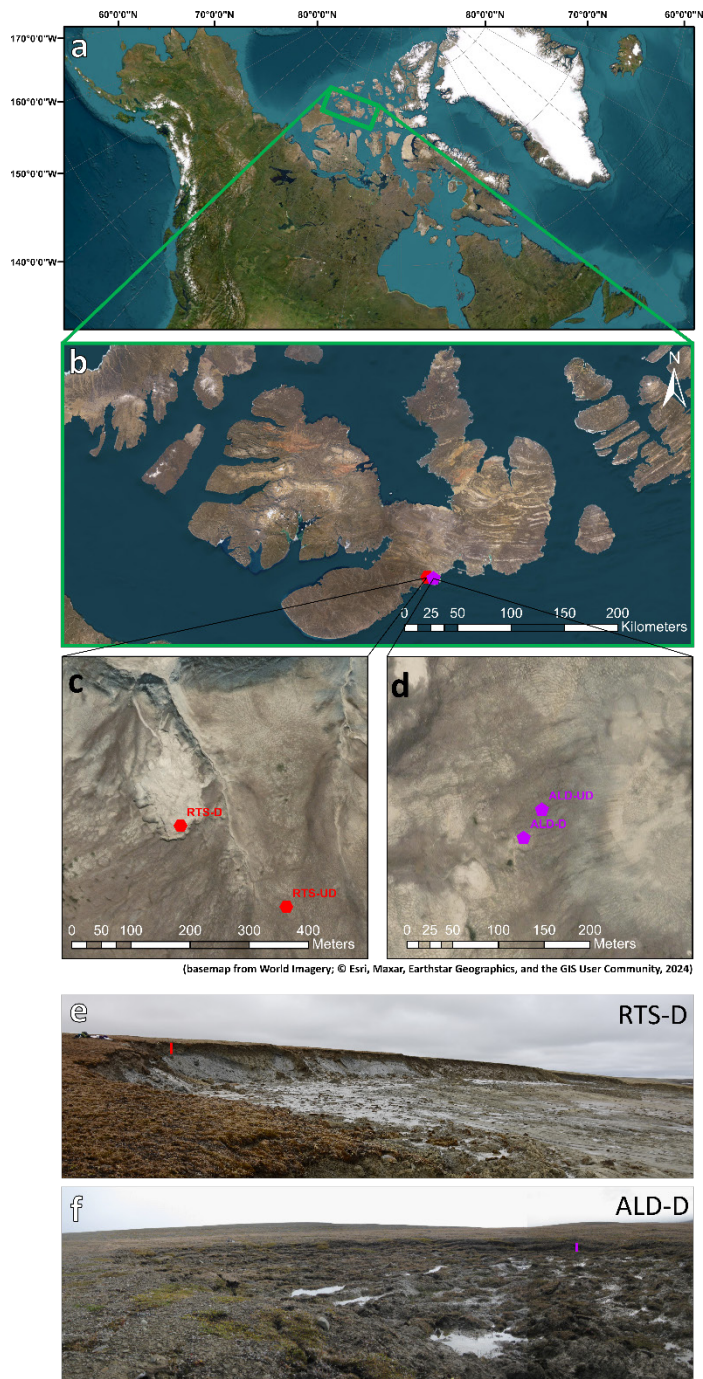 170°0'0"W 70°0'0"W 80°0'0"W 80°0'0"W 70°0'0"W 60°0'0"W
a
160°0'0"W
150°0'0"W
140°0'0"W
b
N
0 25 50 100 150 200
Kilometers
c
RTS-D
RTS-UD
0 50 100 200 300 400
Meters
d
ALD-UD
ALD-D
0 25 50 100 150 200
Meters
(basemap from World Imagery; © Esri, Maxar, Earthstar Geographics, and the GIS User Community, 2024)
e
RTS-D
f
ALD-D